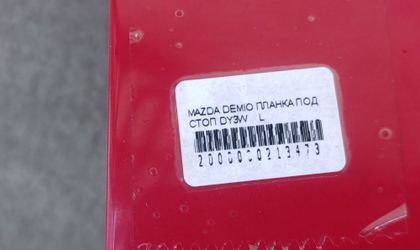 MAZDA DEMIO ПЛАНКА ПОД
СТОП DY3W L
2000000213473